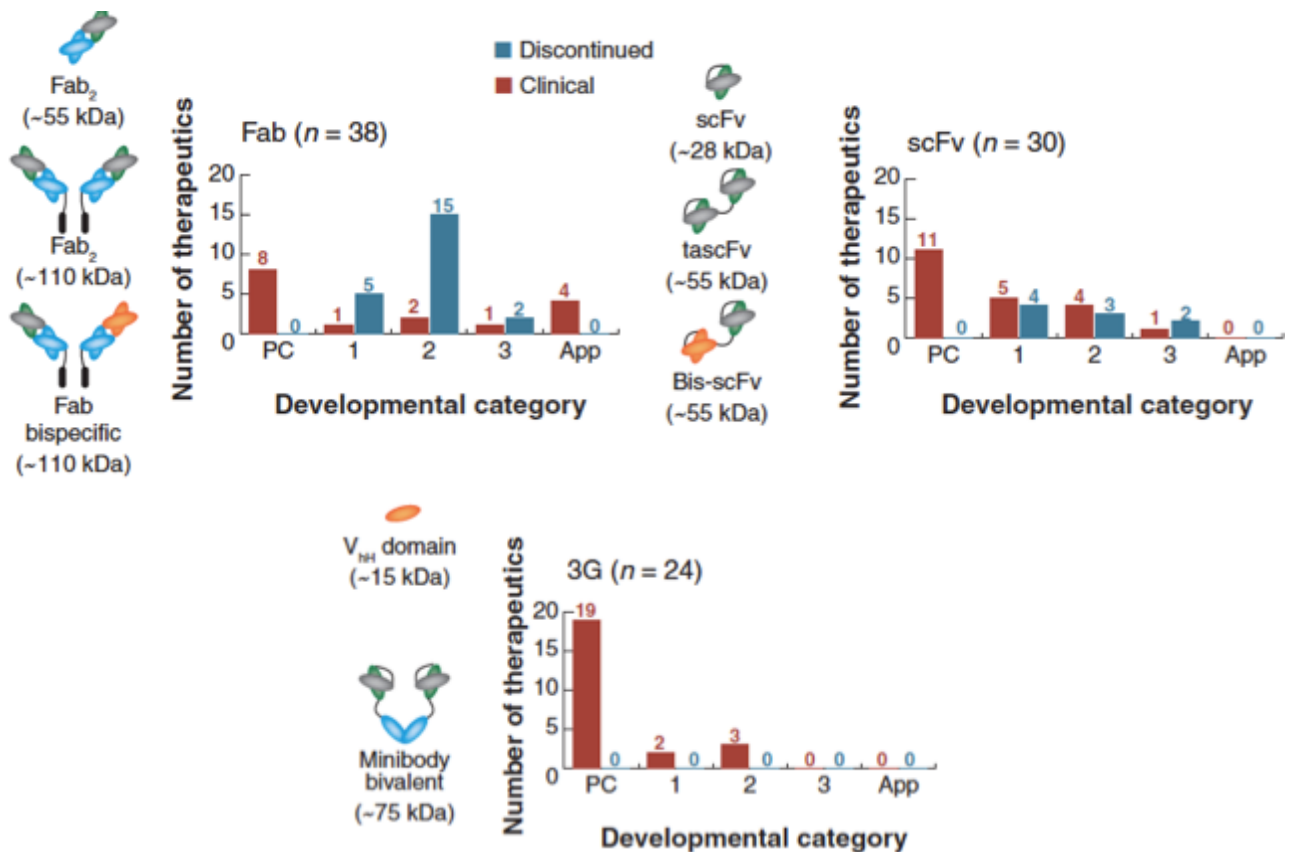 Fab₂
(~55 kDa)
Fab₂
(~110 kDa)
Fab
bispecific
(~110 kDa)
Discontinued
Clinical
Fab (n = 38)
Number of therapeutics
20
15
10
5
0
8
0
1
5
2
15
1
2
4
0
PC 1 2 3 App
Developmental category
scFv
(~28 kDa)
tascFv
(~55 kDa)
Bis-scFv
(~55 kDa)
scFv (n = 30)
Number of therapeutics
20
15
10
5
0
11
0
5
4
4
3
1
2
0
0
PC 1 2 3 App
Developmental category
VhH domain
(~15 kDa)
Minibody
bivalent
(~75 kDa)
3G (n = 24)
Number of therapeutics
20
15
10
5
0
19
0
2
0
3
0
0
0
0
0
PC 1 2 3 App
Developmental category